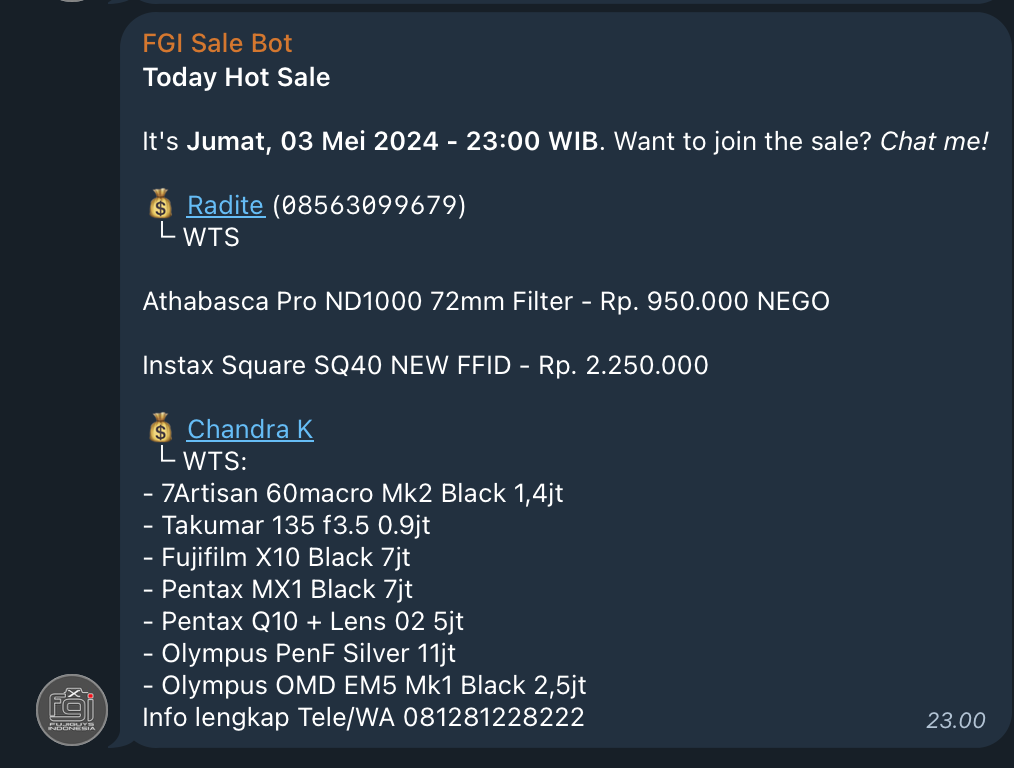 FGI Sale Bot
Today Hot Sale
It's Jumat, 03 Mei 2024 - 23:00 WIB. Want to join the sale? Chat me!
💰 Radite (08563099679)
└ WTS
Athabasca Pro ND1000 72mm Filter - Rp. 950.000 NEGO
Instax Square SQ40 NEW FFID - Rp. 2.250.000
💰 Chandra K
└ WTS:
- 7Artisan 60macro Mk2 Black 1,4jt
- Takumar 135 f3.5 0.9jt
- Fujifilm X10 Black 7jt
- Pentax MX1 Black 7jt
- Pentax Q10 + Lens 02 5jt
- Olympus PenF Silver 11jt
- Olympus OMD EM5 Mk1 Black 2,5jt
Info lengkap Tele/WA 081281228222
23.00
fgi
X
FUJIGUYS
INDONESIA